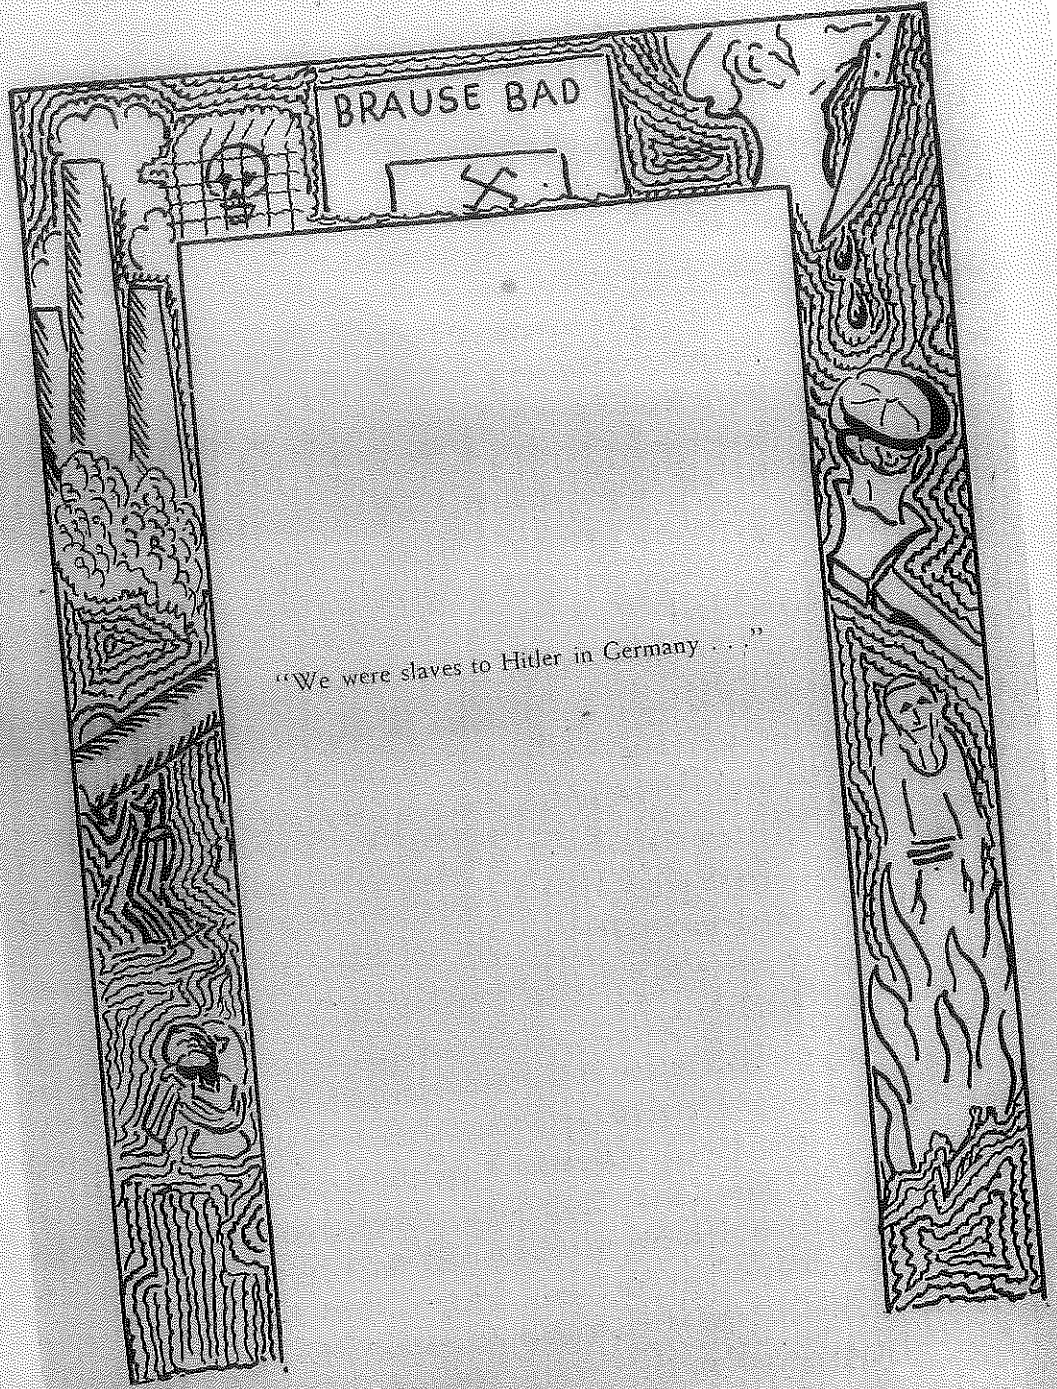 BRAUSE BAD
“We were slaves to Hitler in Germany . . .”